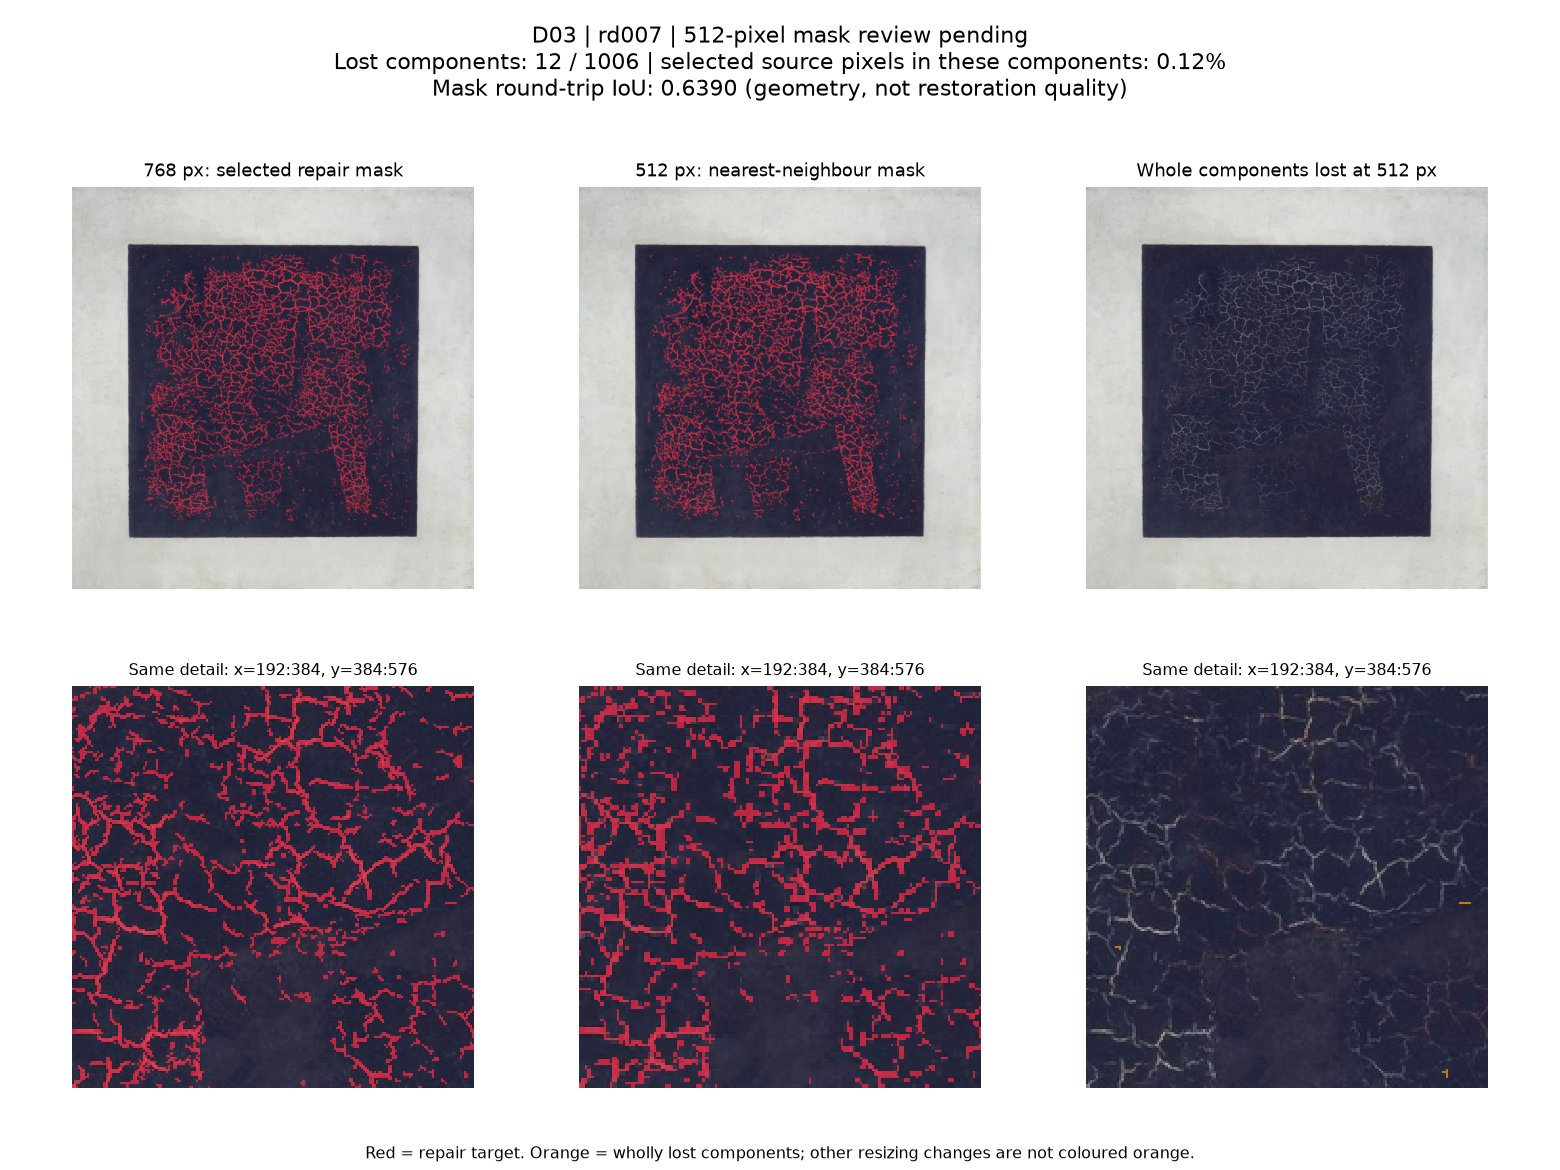 D03 | rd007 | 512-pixel mask review pending
Lost components: 12 / 1006 | selected source pixels in these components: 0.12%
Mask round-trip IoU: 0.6390 (geometry, not restoration quality)
768 px: selected repair mask
512 px: nearest-neighbour mask
Whole components lost at 512 px
Same detail: x=192:384, y=384:576
Same detail: x=192:384, y=384:576
Same detail: x=192:384, y=384:576
Red = repair target. Orange = wholly lost components; other resizing changes are not coloured orange.